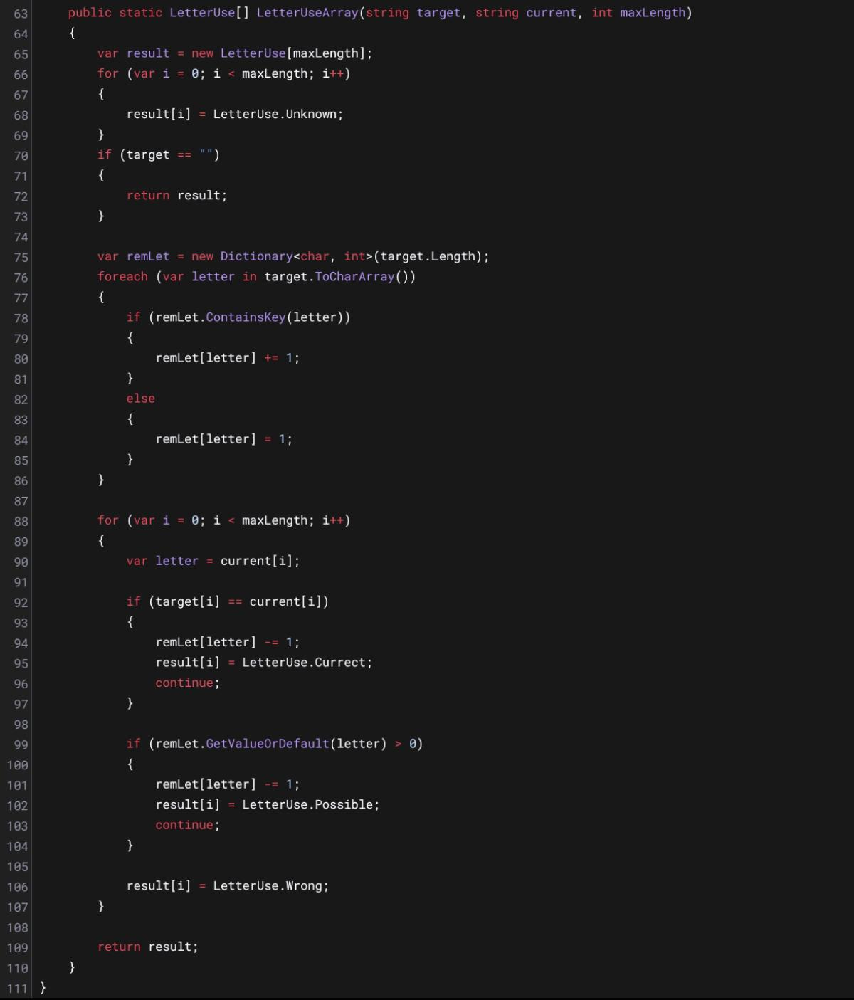 63 public static LetterUse[] LetterUseArray(string target, string current, int maxLength)
64 {
65 var result = new LetterUse[maxLength];
66 for (var i = 0; i < maxLength; i++)
67 {
68 result[i] = LetterUse.Unknown;
69 }
70 if (target == "")
71 {
72 return result;
73 }
74
75 var remLet = new Dictionary<char, int>(target.Length);
76 foreach (var letter in target.ToCharArray())
77 {
78 if (remLet.ContainsKey(letter))
79 {
80 remLet[letter] += 1;
81 }
82 else
83 {
84 remLet[letter] = 1;
85 }
86 }
87
88 for (var i = 0; i < maxLength; i++)
89 {
90 var letter = current[i];
91
92 if (target[i] == current[i])
93 {
94 remLet[letter] -= 1;
95 result[i] = LetterUse.Currect;
96 continue;
97 }
98
99 if (remLet.GetValueOrDefault(letter) > 0)
100 {
101 remLet[letter] -= 1;
102 result[i] = LetterUse.Possible;
103 continue;
104 }
105
106 result[i] = LetterUse.Wrong;
107 }
108
109 return result;
110 }
111 }